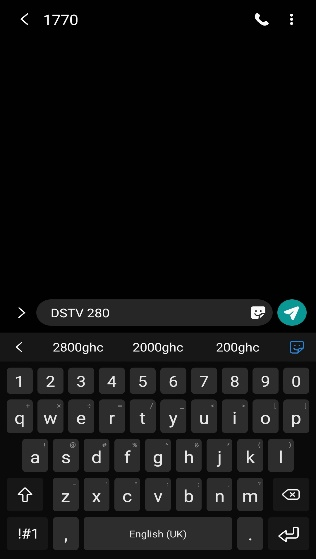 1770
DSTV 280
2800ghc 2000ghc 200ghc
1 2 3 4 5 6 7 8 9 0
q w e r t y u i o p
a s d f g h j k l
z x c v b n m
!#1 , English (UK) .